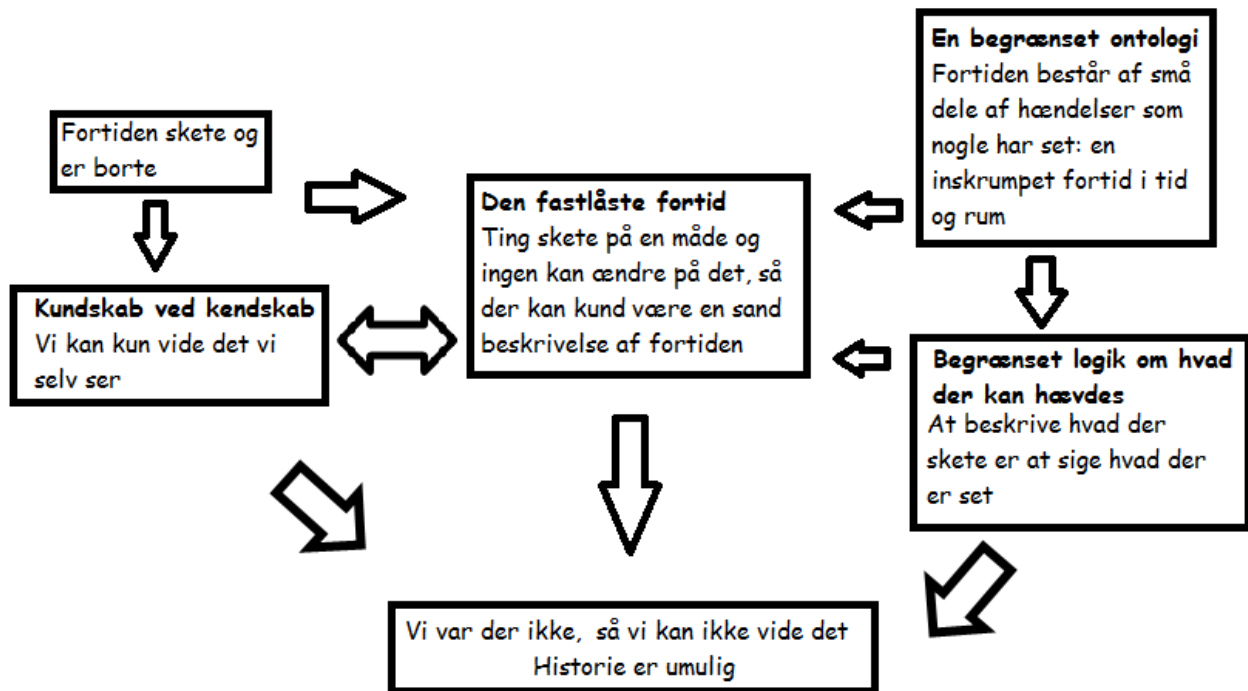 Fortiden skete og
er borte
Kundskab ved kendskab
Vi kan kun vide det vi
selv ser
Den fastlåste fortid
Ting skete på en måde og
ingen kan ændre på det, så
der kan kund være en sand
beskrivelse af fortiden
En begrænset ontologi
Fortiden består af små
dele af hændelser som
nogle har set: en
inskrumpet fortid i tid
og rum
Begrænset logik om hvad
der kan hævdes
At beskrive hvad der
skete er at sige hvad der
er set
Vi var der ikke, så vi kan ikke vide det
Historie er umulig